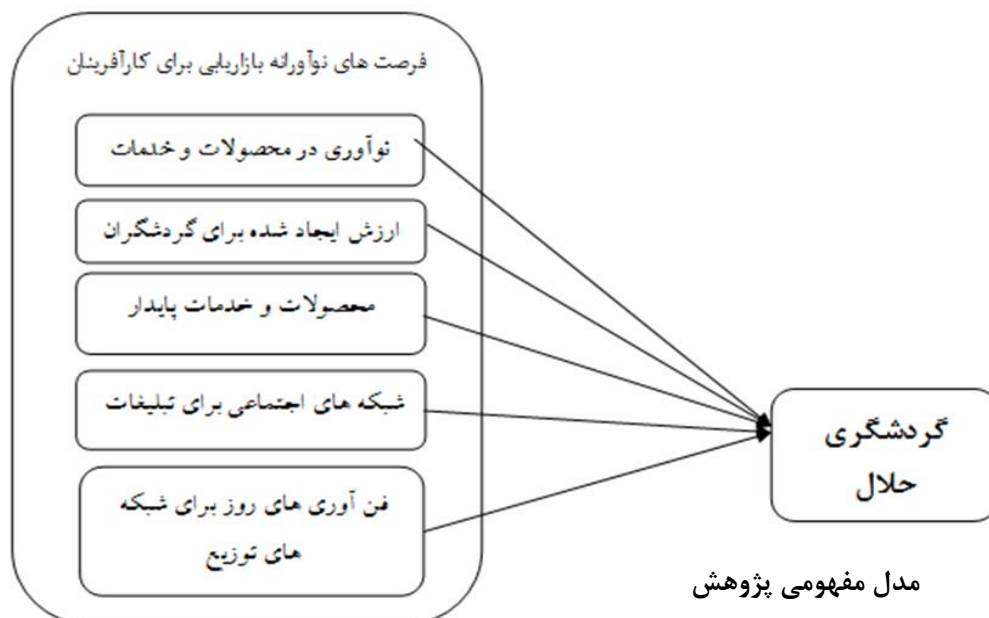 فرصت های نوآورانه بازاریابی برای کارآفرینان
نوآوری در محصولات و خدمات
ارزش ایجاد شده برای گردشگران
محصولات و خدمات پایدار
شبکه های اجتماعی برای تبلیغات
فن آوری های روز برای شبکه
های توزیع
گردشگری
حلال
مدل مفهومی پژوهش